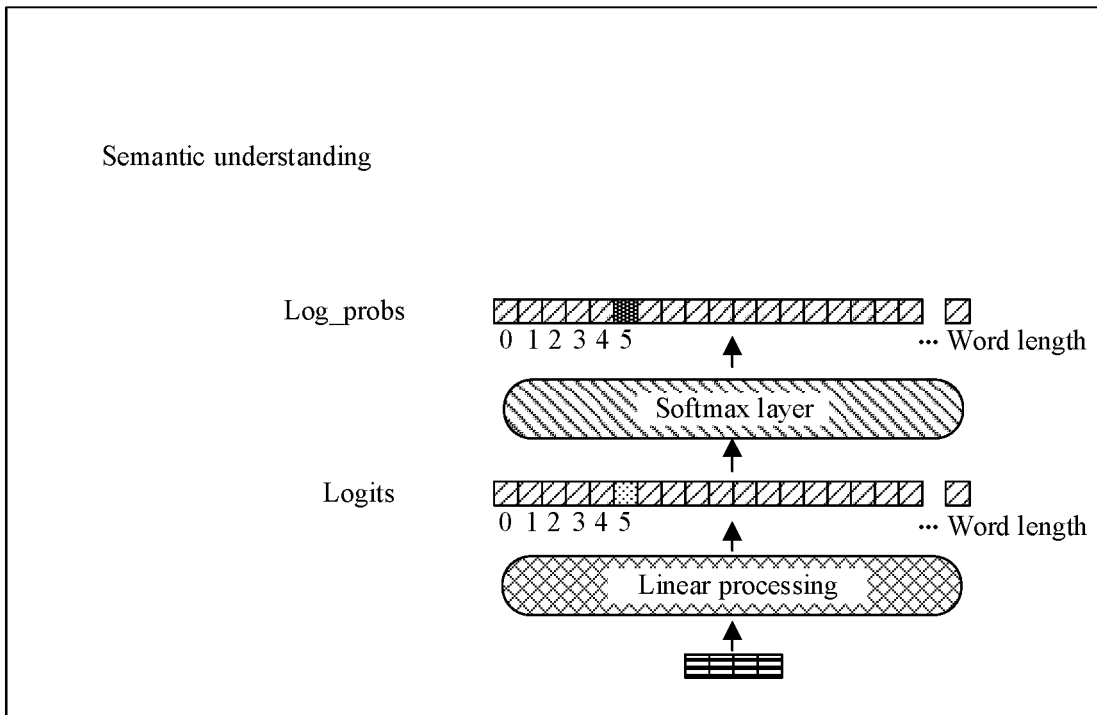 Semantic understanding
Log_probs
0 1 2 3 4 5 ... Word length
Softmax layer
Logits
0 1 2 3 4 5 ... Word length
Linear processing